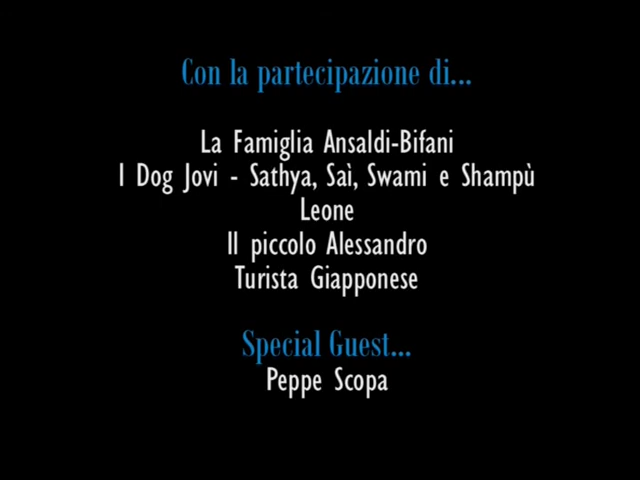 Con la partecipazione di...
La Famiglia Ansaldi-Bifani
I Dog Jovi - Sathya, Saì, Swami e Shampù
Leone
Il piccolo Alessandro
Turista Giapponese
Special Guest...
Peppe Scopa